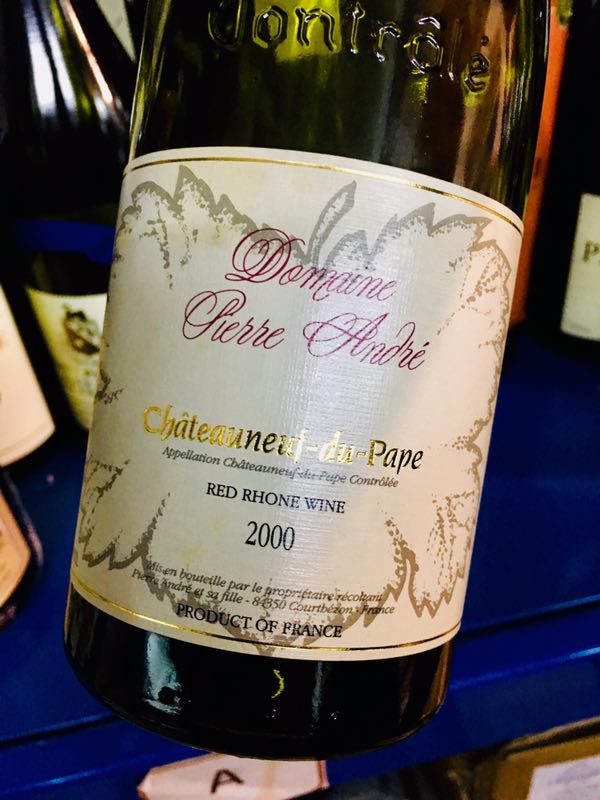 Contrôlé
Domaine
Pierre André
Châteauneuf-du-Pape
Appellation Châteauneuf-du-Pape Contrôlée
RED RHONE WINE
2000
Mis en bouteille par le propriétaire récoltant
Pierre André et sa fille - 84350 Courthézon - France
PRODUCT OF FRANCE
P
A